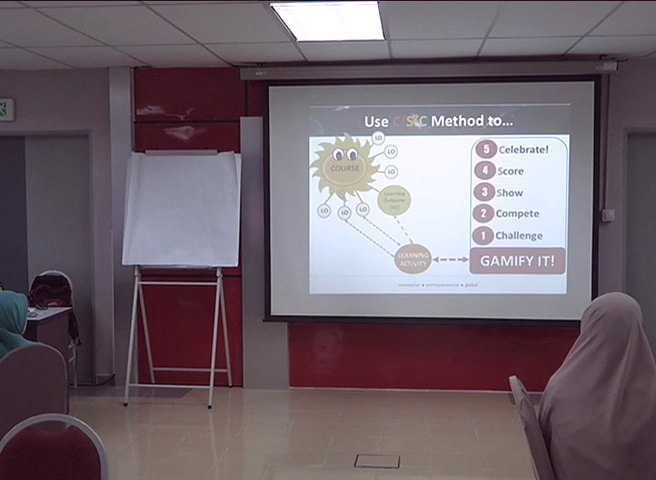 Use C³S²C Method to...
LO
LO
LO
COURSE
Learning
Outcome
(LO)
LO
LO
LO
LEARNING
ACTIVITY
5 Celebrate!
4 Score
3 Show
2 Compete
1 Challenge
GAMIFY IT!
innovative ● entrepreneurial ● global